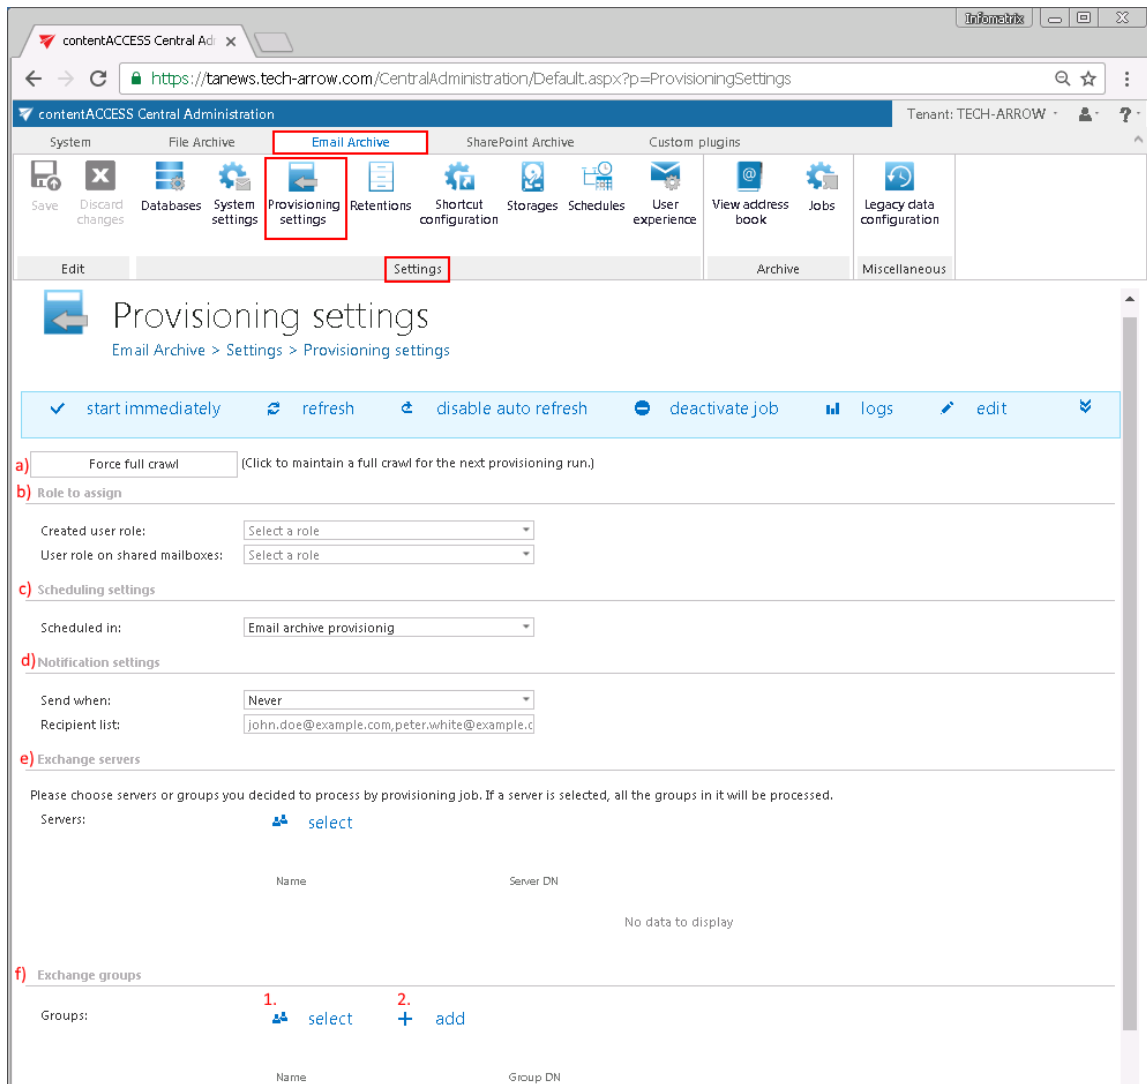 Infomatrix
contentACCESS Central Ad
https://tanews.tech-arrow.com/CentralAdministration/Default.aspx?p=ProvisioningSettings
contentACCESS Central Administration
Tenant: TECH-ARROW
?
System File Archive Email Archive SharePoint Archive Custom plugins
Save
Discard changes
Databases
System settings
Provisioning settings
Retentions
Shortcut configuration
Storages
Schedules
User experience
View address book
Jobs
Legacy data configuration
Edit Settings Archive Miscellaneous
Provisioning settings
Email Archive > Settings > Provisioning settings
start immediately refresh disable auto refresh deactivate job logs edit
a) Force full crawl (Click to maintain a full crawl for the next provisioning run.)
b) Role to assign
Created user role: Select a role
User role on shared mailboxes: Select a role
c) Scheduling settings
Scheduled in: Email archive provisionig
d) Notification settings
Send when: Never
Recipient list: john.doe@example.com,peter.white@example.c
e) Exchange servers
Please choose servers or groups you decided to process by provisioning job. If a server is selected, all the groups in it will be processed.
Servers: select
Name Server DN
No data to display
f) Exchange groups
1. 2.
Groups: select add
Name Group DN